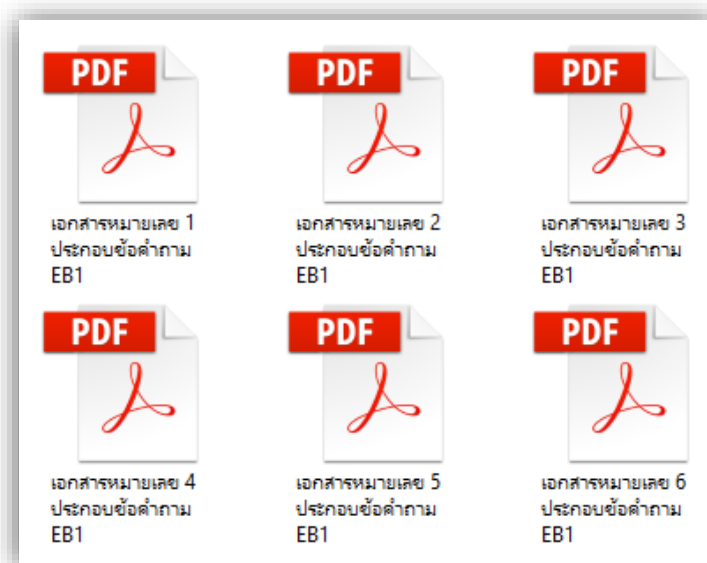 PDF
PDF
PDF
เอกสารหมายเลข 1
ประกอบข้อคำถาม
EB1
เอกสารหมายเลข 2
ประกอบข้อคำถาม
EB1
เอกสารหมายเลข 3
ประกอบข้อคำถาม
EB1
PDF
PDF
PDF
เอกสารหมายเลข 4
ประกอบข้อคำถาม
EB1
เอกสารหมายเลข 5
ประกอบข้อคำถาม
EB1
เอกสารหมายเลข 6
ประกอบข้อคำถาม
EB1